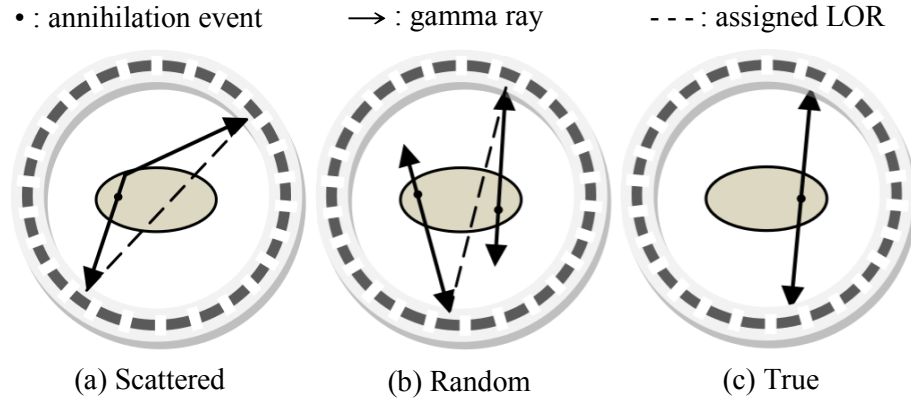 • : annihilation event → : gamma ray --- : assigned LOR
(a) Scattered (b) Random (c) True